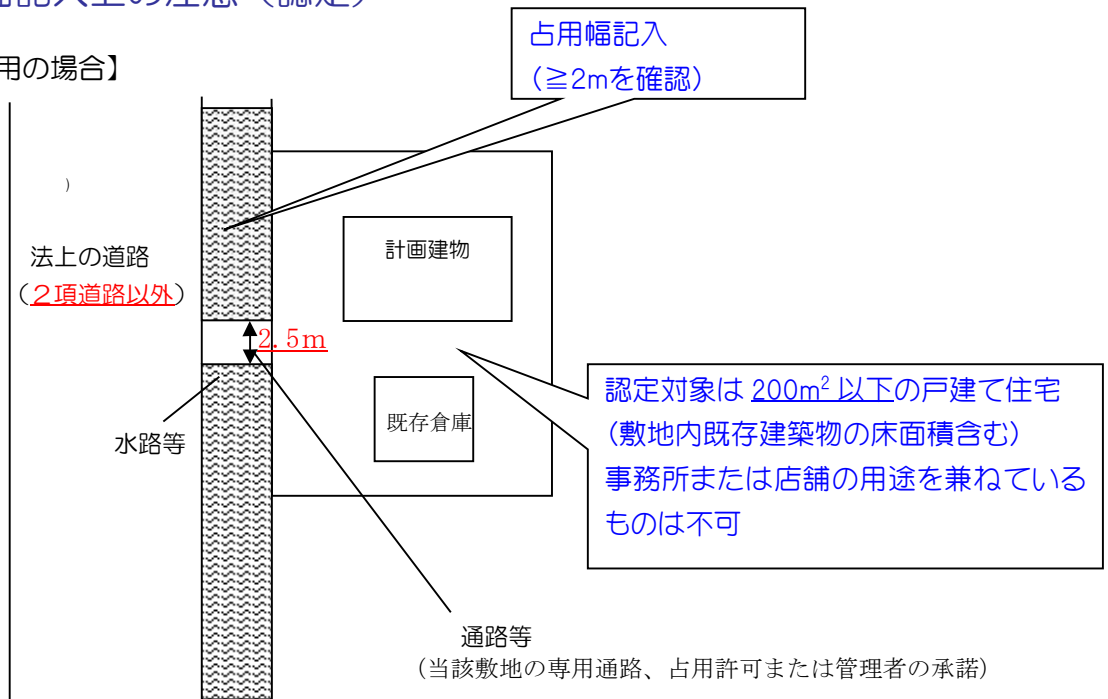 記入上の注意（認定）
用の場合】
占用幅記入
（≧2mを確認）
）
法上の道路
（２項道路以外）
計画建物
2.5m
既存倉庫
水路等
認定対象は 200m² 以下の戸建て住宅
（敷地内既存建築物の床面積含む）
事務所または店舗の用途を兼ねている
ものは不可
通路等
（当該敷地の専用通路、占用許可または管理者の承諾）